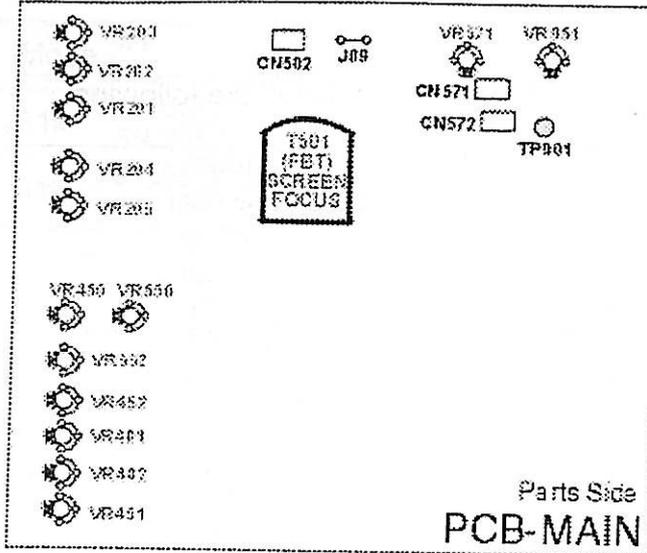 VR203
VR202
VR201
VR204
VR205
CN502
J89
VR571
VR951
CN571
CN572
TP901
T501
(FBT)
SCREEN
FOCUS
VR450 VR550
VR552
VR452
VR401
VR402
VR451
Parts Side
PCB-MAIN